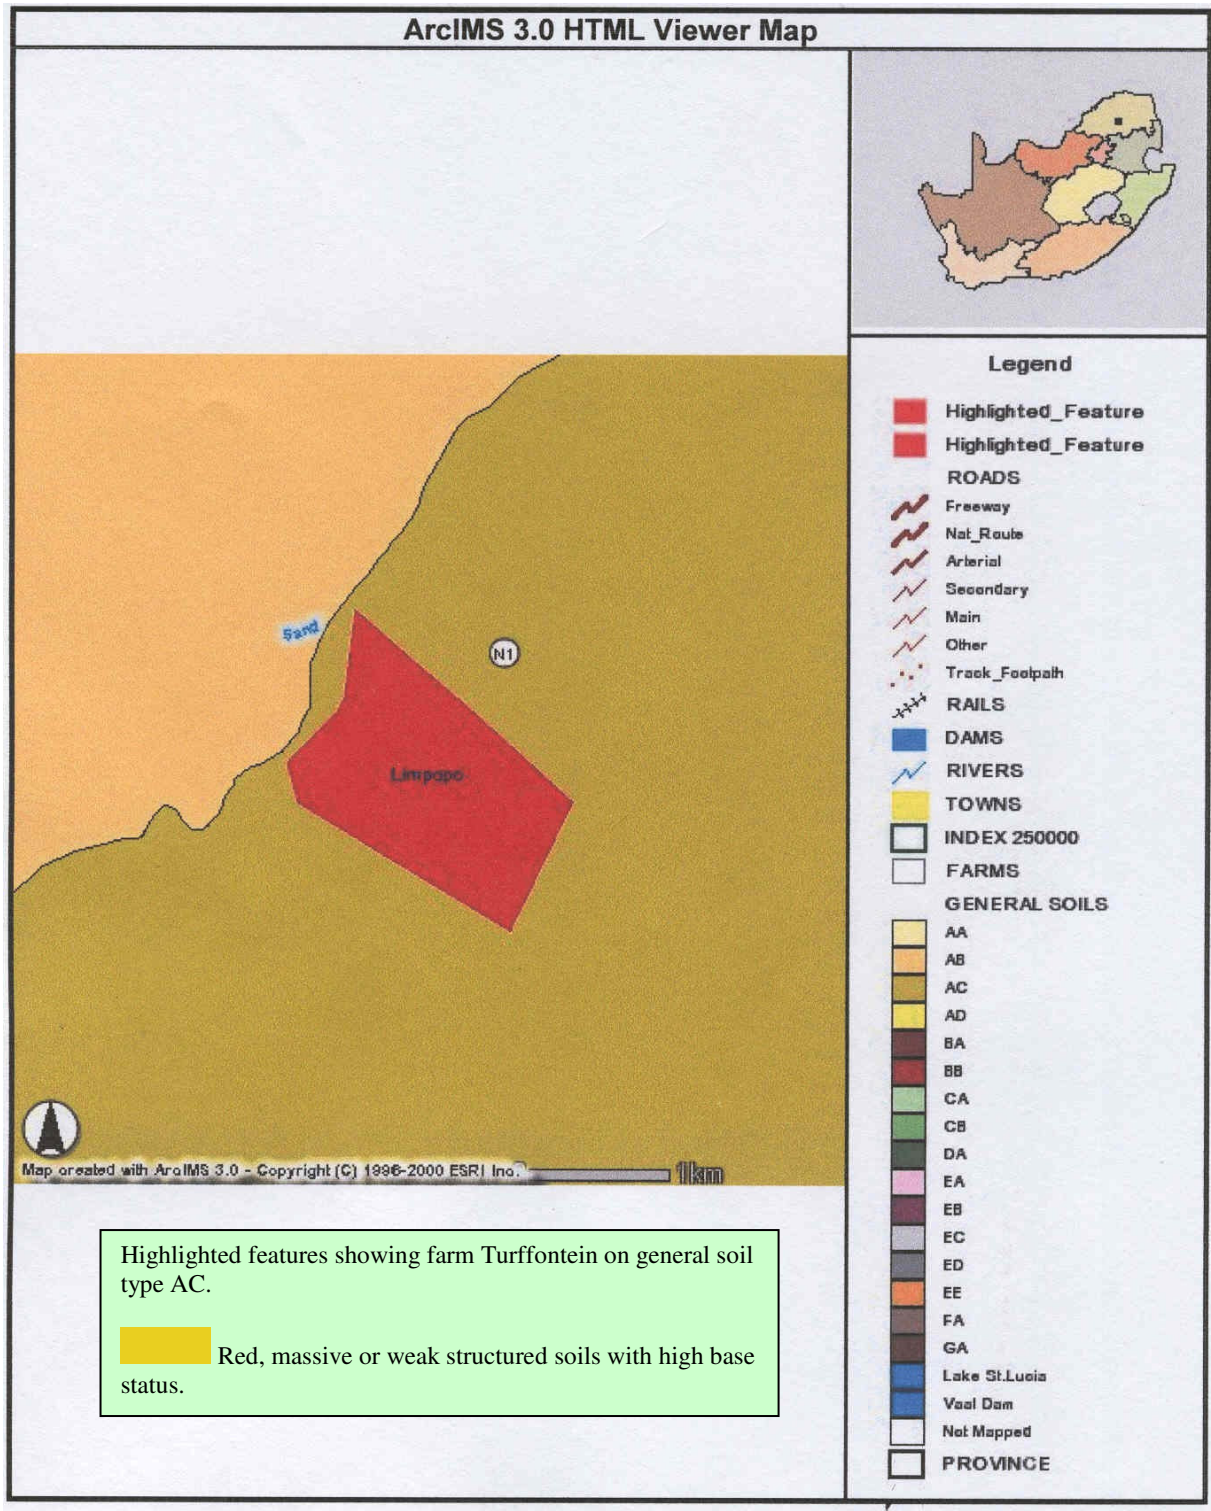 ArcIMS 3.0 HTML Viewer Map
Sand
N1
Limpopo
Map created with ArcIMS 3.0 - Copyright (C) 1996-2000 ESRI Inc.
1km
Legend
Highlighted_Feature
Highlighted_Feature
ROADS
Freeway
Nat_Route
Arterial
Secondary
Main
Other
Track_Footpath
RAILS
DAMS
RIVERS
TOWNS
INDEX 250000
FARMS
GENERAL SOILS
AA
AB
AC
AD
BA
BB
CA
CB
DA
EA
EB
EC
ED
EE
FA
GA
Lake St.Lucia
Vaal Dam
Not Mapped
PROVINCE
Highlighted features showing farm Turffontein on general soil
type AC.
Red, massive or weak structured soils with high base
status.